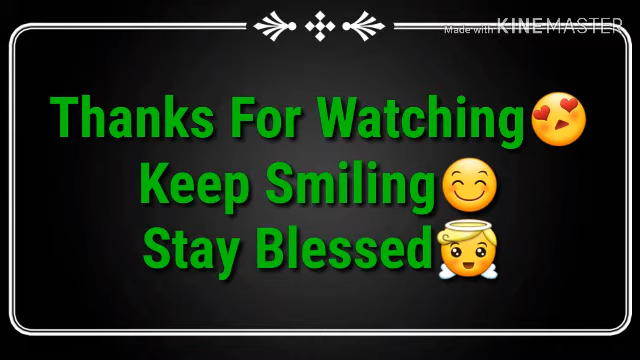 Made with KINEMASTER
Thanks For Watching😍
Keep Smiling😊
Stay Blessed😇